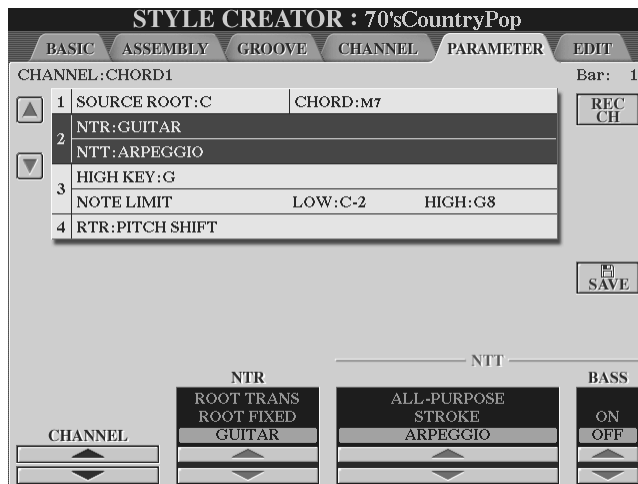 STYLE CREATOR : 70'sCountryPop
BASIC ASSEMBLY GROOVE CHANNEL PARAMETER EDIT
CHANNEL:CHORD1 Bar: 1
1 SOURCE ROOT:C CHORD:M7
2 NTR:GUITAR
NTT:ARPEGGIO
3 HIGH KEY:G
NOTE LIMIT LOW:C-2 HIGH:G8
4 RTR:PITCH SHIFT
REC
CH
SAVE
NTT
NTR BASS
ROOT TRANS ALL-PURPOSE
ROOT FIXED STROKE ON
CHANNEL GUITAR ARPEGGIO OFF